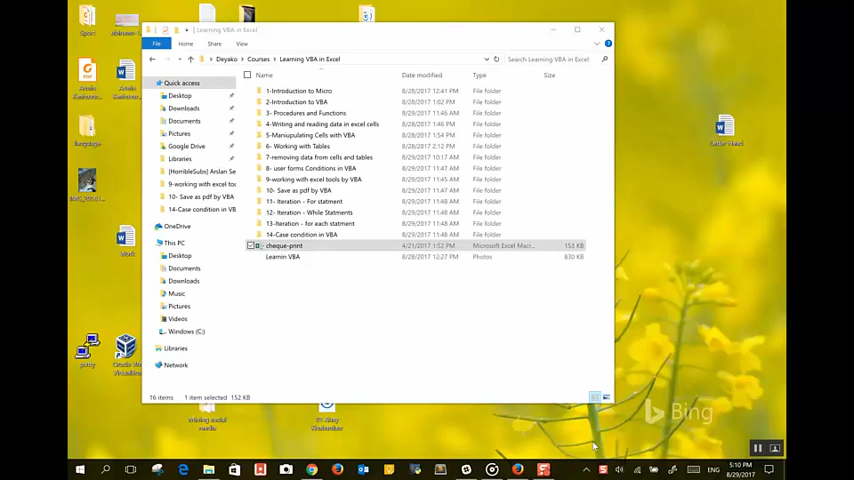 Learning VBA in Excel
File Home Share View
Deyako Courses Learning VBA in Excel
Search Learning VBA in Excel
Name Date modified Type Size
1-Introduction to Micro 8/28/2017 12:41 PM File folder
2-Introduction to VBA 8/28/2017 1:02 PM File folder
3- Procedures and Functions 8/29/2017 11:46 AM File folder
4-Writing and reading data in excel cells 8/28/2017 1:46 PM File folder
5-Maniupulating Cells with VBA 8/28/2017 1:54 PM File folder
6- Working with Tables 8/28/2017 2:12 PM File folder
7-removing data from cells and tables 8/29/2017 10:17 AM File folder
8- user forms Conditions in VBA 8/29/2017 11:45 AM File folder
9-working with excel tools by VBA 8/29/2017 11:45 AM File folder
10- Save as pdf by VBA 8/29/2017 11:47 AM File folder
11- Iteration - For statment 8/29/2017 11:48 AM File folder
12- Iteration - While Statments 8/29/2017 11:48 AM File folder
13-Iteration - for each statment 8/29/2017 11:48 AM File folder
14-Case condition in VBA 8/29/2017 11:48 AM File folder
cheque-print 4/21/2017 1:52 PM Microsoft Excel Macr... 153 KB
Learnin VBA 8/28/2017 12:27 PM Photos 830 KB
Quick access
Desktop
Downloads
Documents
Pictures
Google Drive
Libraries
[HorribleSubs] Arslan Se
9-working with excel too
10- Save as pdf by VBA
14-Case condition in VB
OneDrive
This PC
Desktop
Documents
Downloads
Music
Pictures
Videos
Windows (C:)
Libraries
Network
16 items 1 item selected 152 KB
Sport
language
Work
putty
Oracle VM
VirtualBox
media
Bing
ENG
5:10 PM
8/29/2017